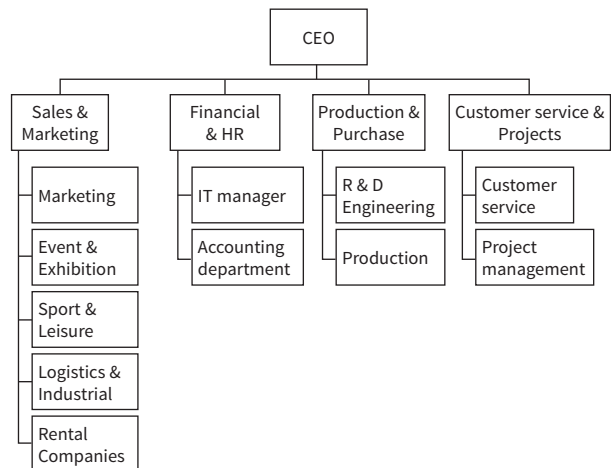 CEO
Sales &
Marketing
Financial
& HR
Production &
Purchase
Customer service &
Projects
Marketing
Event &
Exhibition
Sport &
Leisure
Logistics &
Industrial
Rental
Companies
IT manager
Accounting
department
R & D
Engineering
Production
Customer
service
Project
management